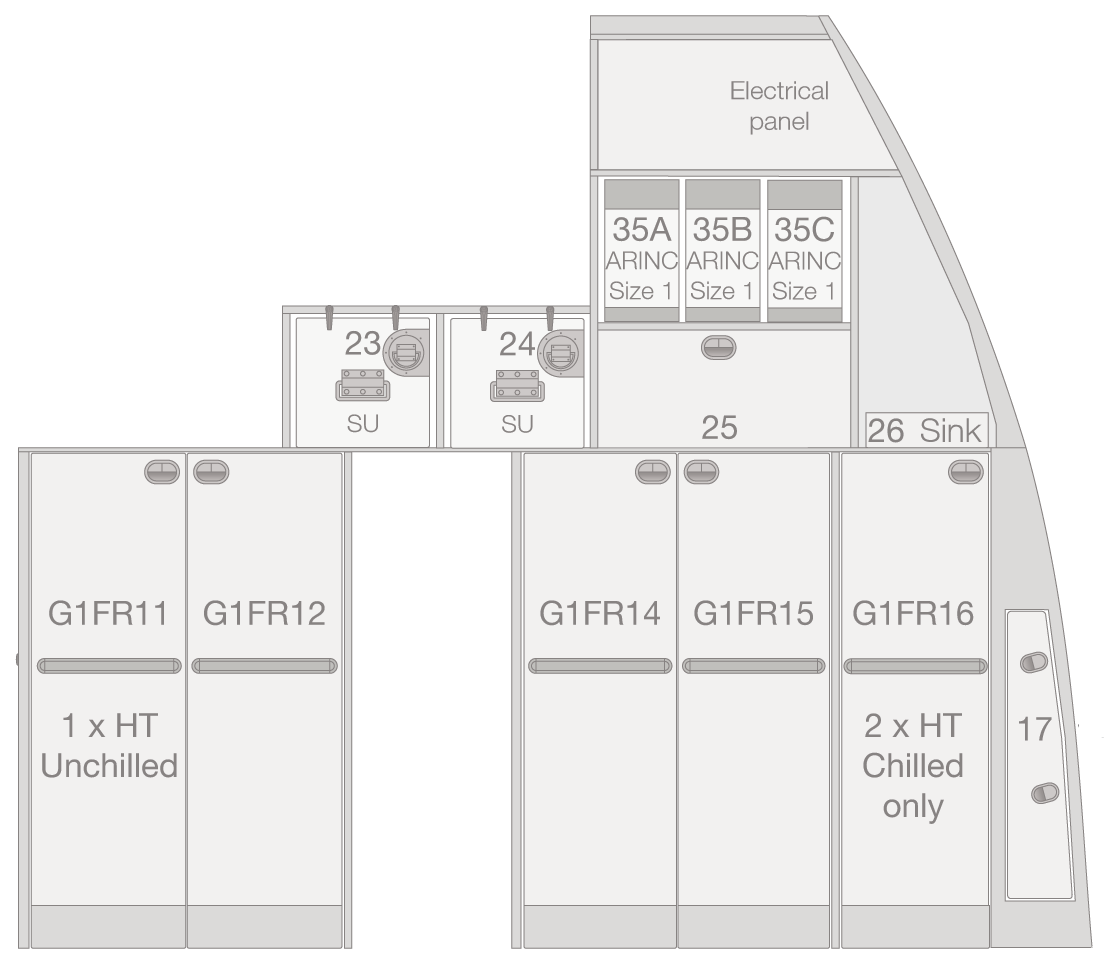 Electrical
panel
35A 35B 35C
ARINC ARINC ARINC
Size 1 Size 1 Size 1
23 24
SU SU
25
26 Sink
G1FR11 G1FR12 G1FR14 G1FR15 G1FR16
1 x HT
Unchilled
2 x HT
Chilled
only
17